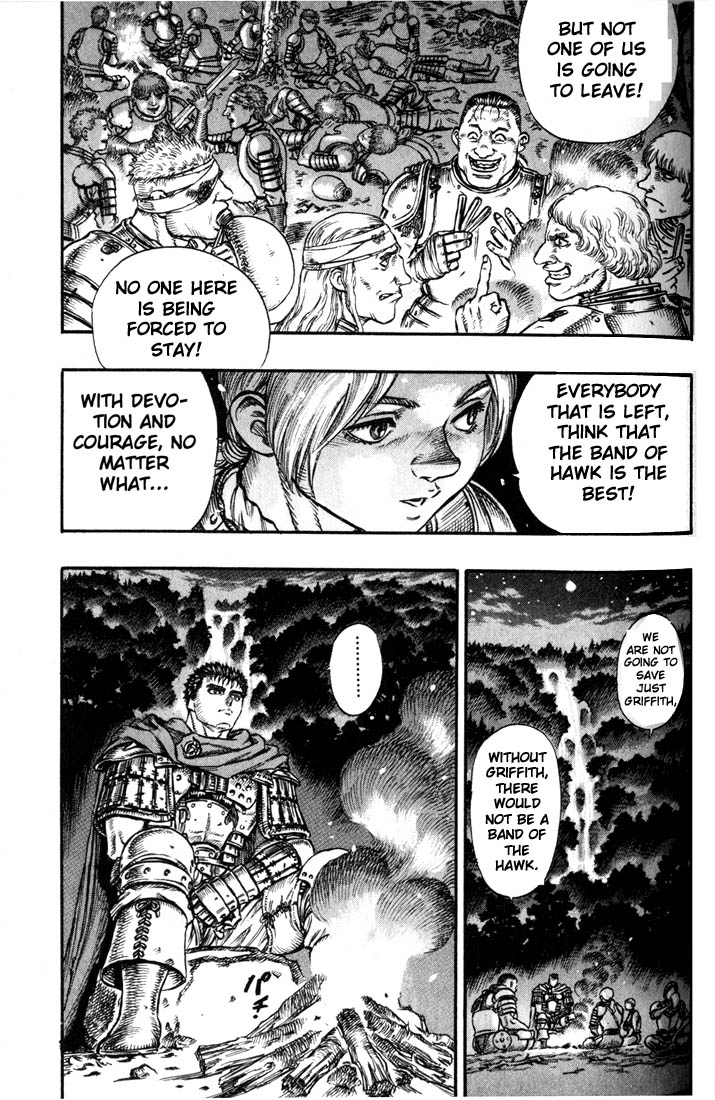 BUT NOT
ONE OF US
IS GOING
TO LEAVE!
NO ONE HERE
IS BEING
FORCED TO
STAY!
EVERYBODY
THAT IS LEFT,
THINK THAT
THE BAND OF
HAWK IS THE
BEST!
WITH DEVO-
TION AND
COURAGE, NO
MATTER
WHAT...
WE
ARE NOT
GOING TO
SAVE
JUST
GRIFFITH,
WITHOUT
GRIFFITH,
THERE
WOULD
NOT BE A
BAND OF
THE
HAWK.
.........